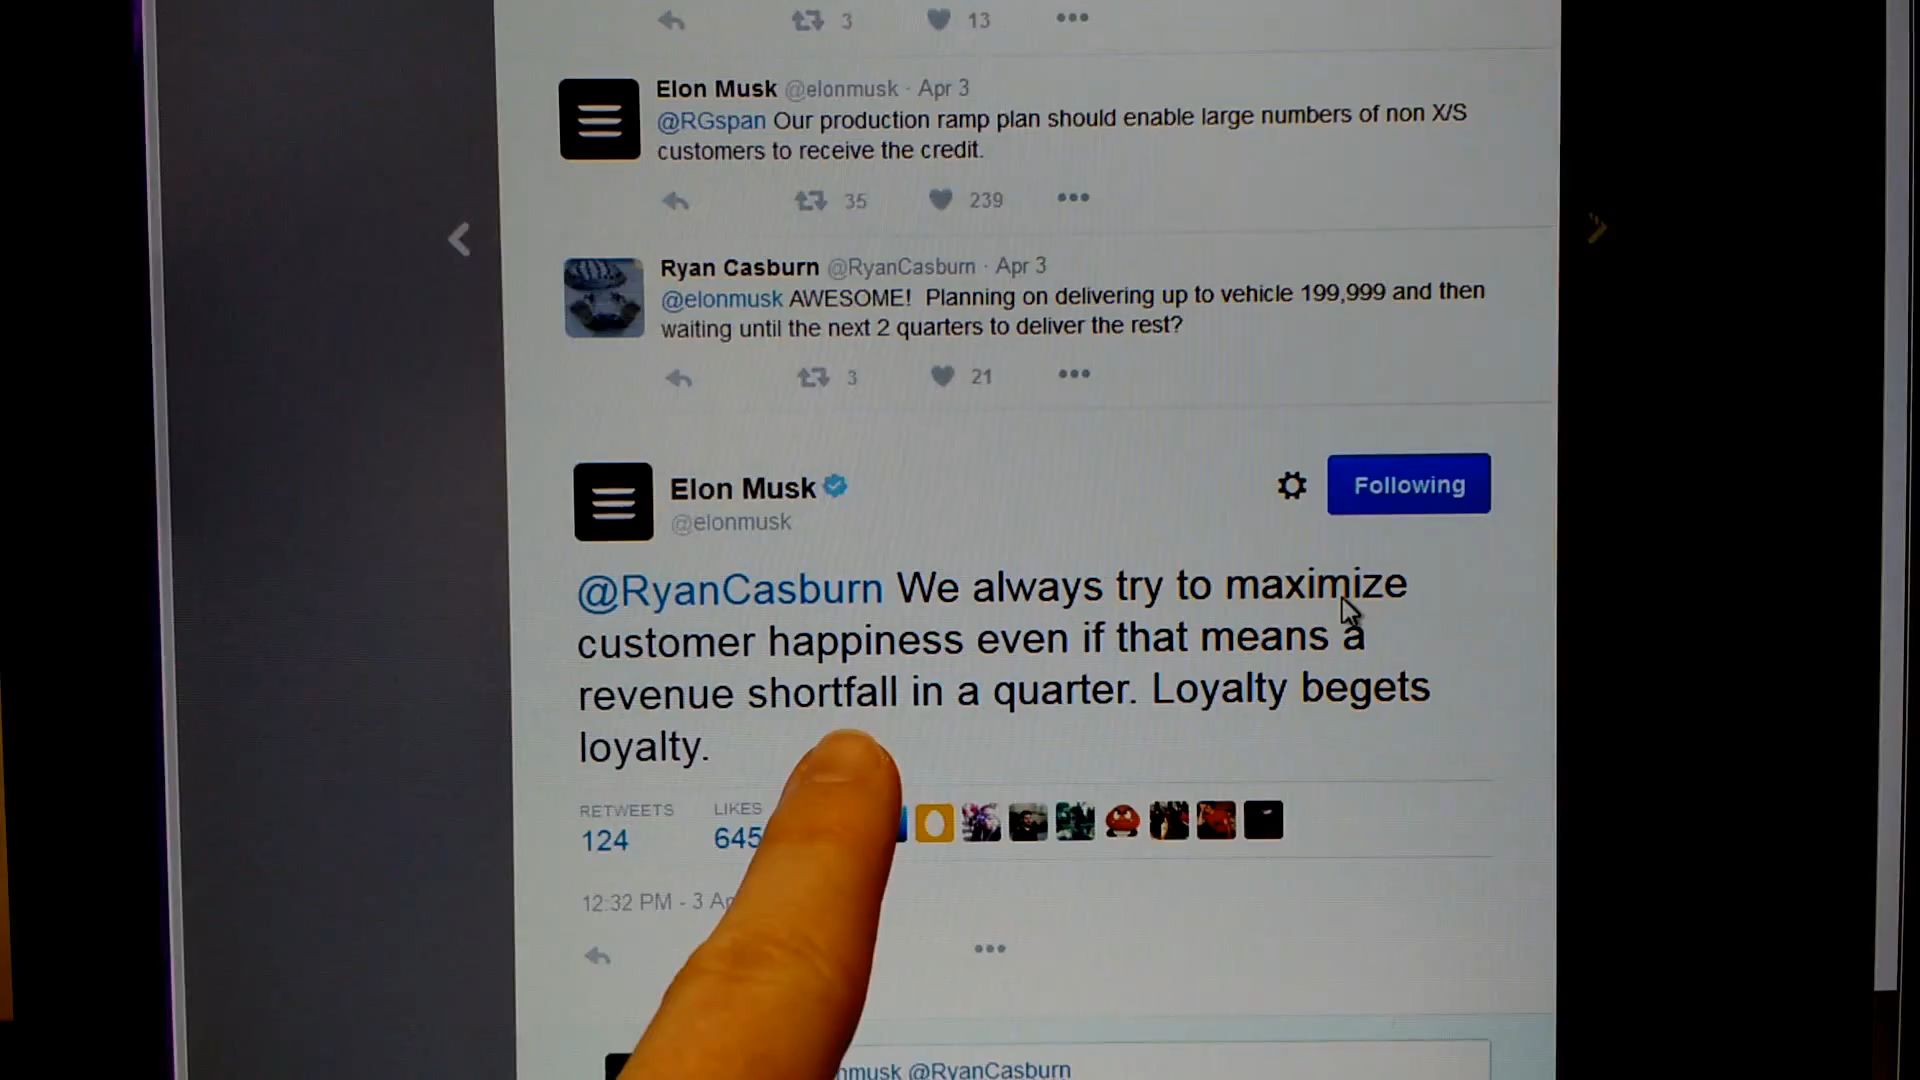 3 13
Elon Musk @elonmusk · Apr 3
@RGspan Our production ramp plan should enable large numbers of non X/S
customers to receive the credit.
35 239
Ryan Casburn @RyanCasburn · Apr 3
@elonmusk AWESOME! Planning on delivering up to vehicle 199,999 and then
waiting until the next 2 quarters to deliver the rest?
3 21
Elon Musk
Following
@elonmusk
@RyanCasburn We always try to maximize
customer happiness even if that means a
revenue shortfall in a quarter. Loyalty begets
loyalty.
RETWEETS LIKES
124 645
12:32 PM - 3
@RyanCasburn